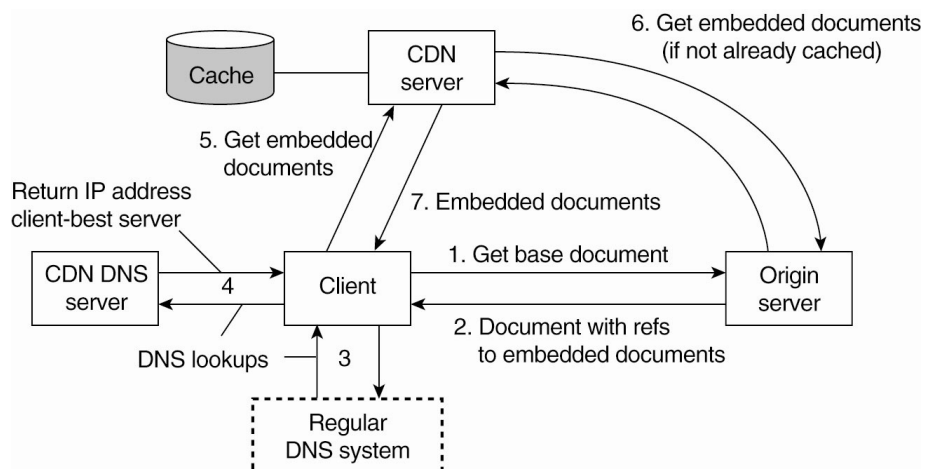 6. Get embedded documents
(if not already cached)
CDN
server
Cache
5. Get embedded
documents
Return IP address
client-best server
7. Embedded documents
1. Get base document
CDN DNS
server
4
Client
Origin
server
2. Document with refs
to embedded documents
DNS lookups
3
Regular
DNS system